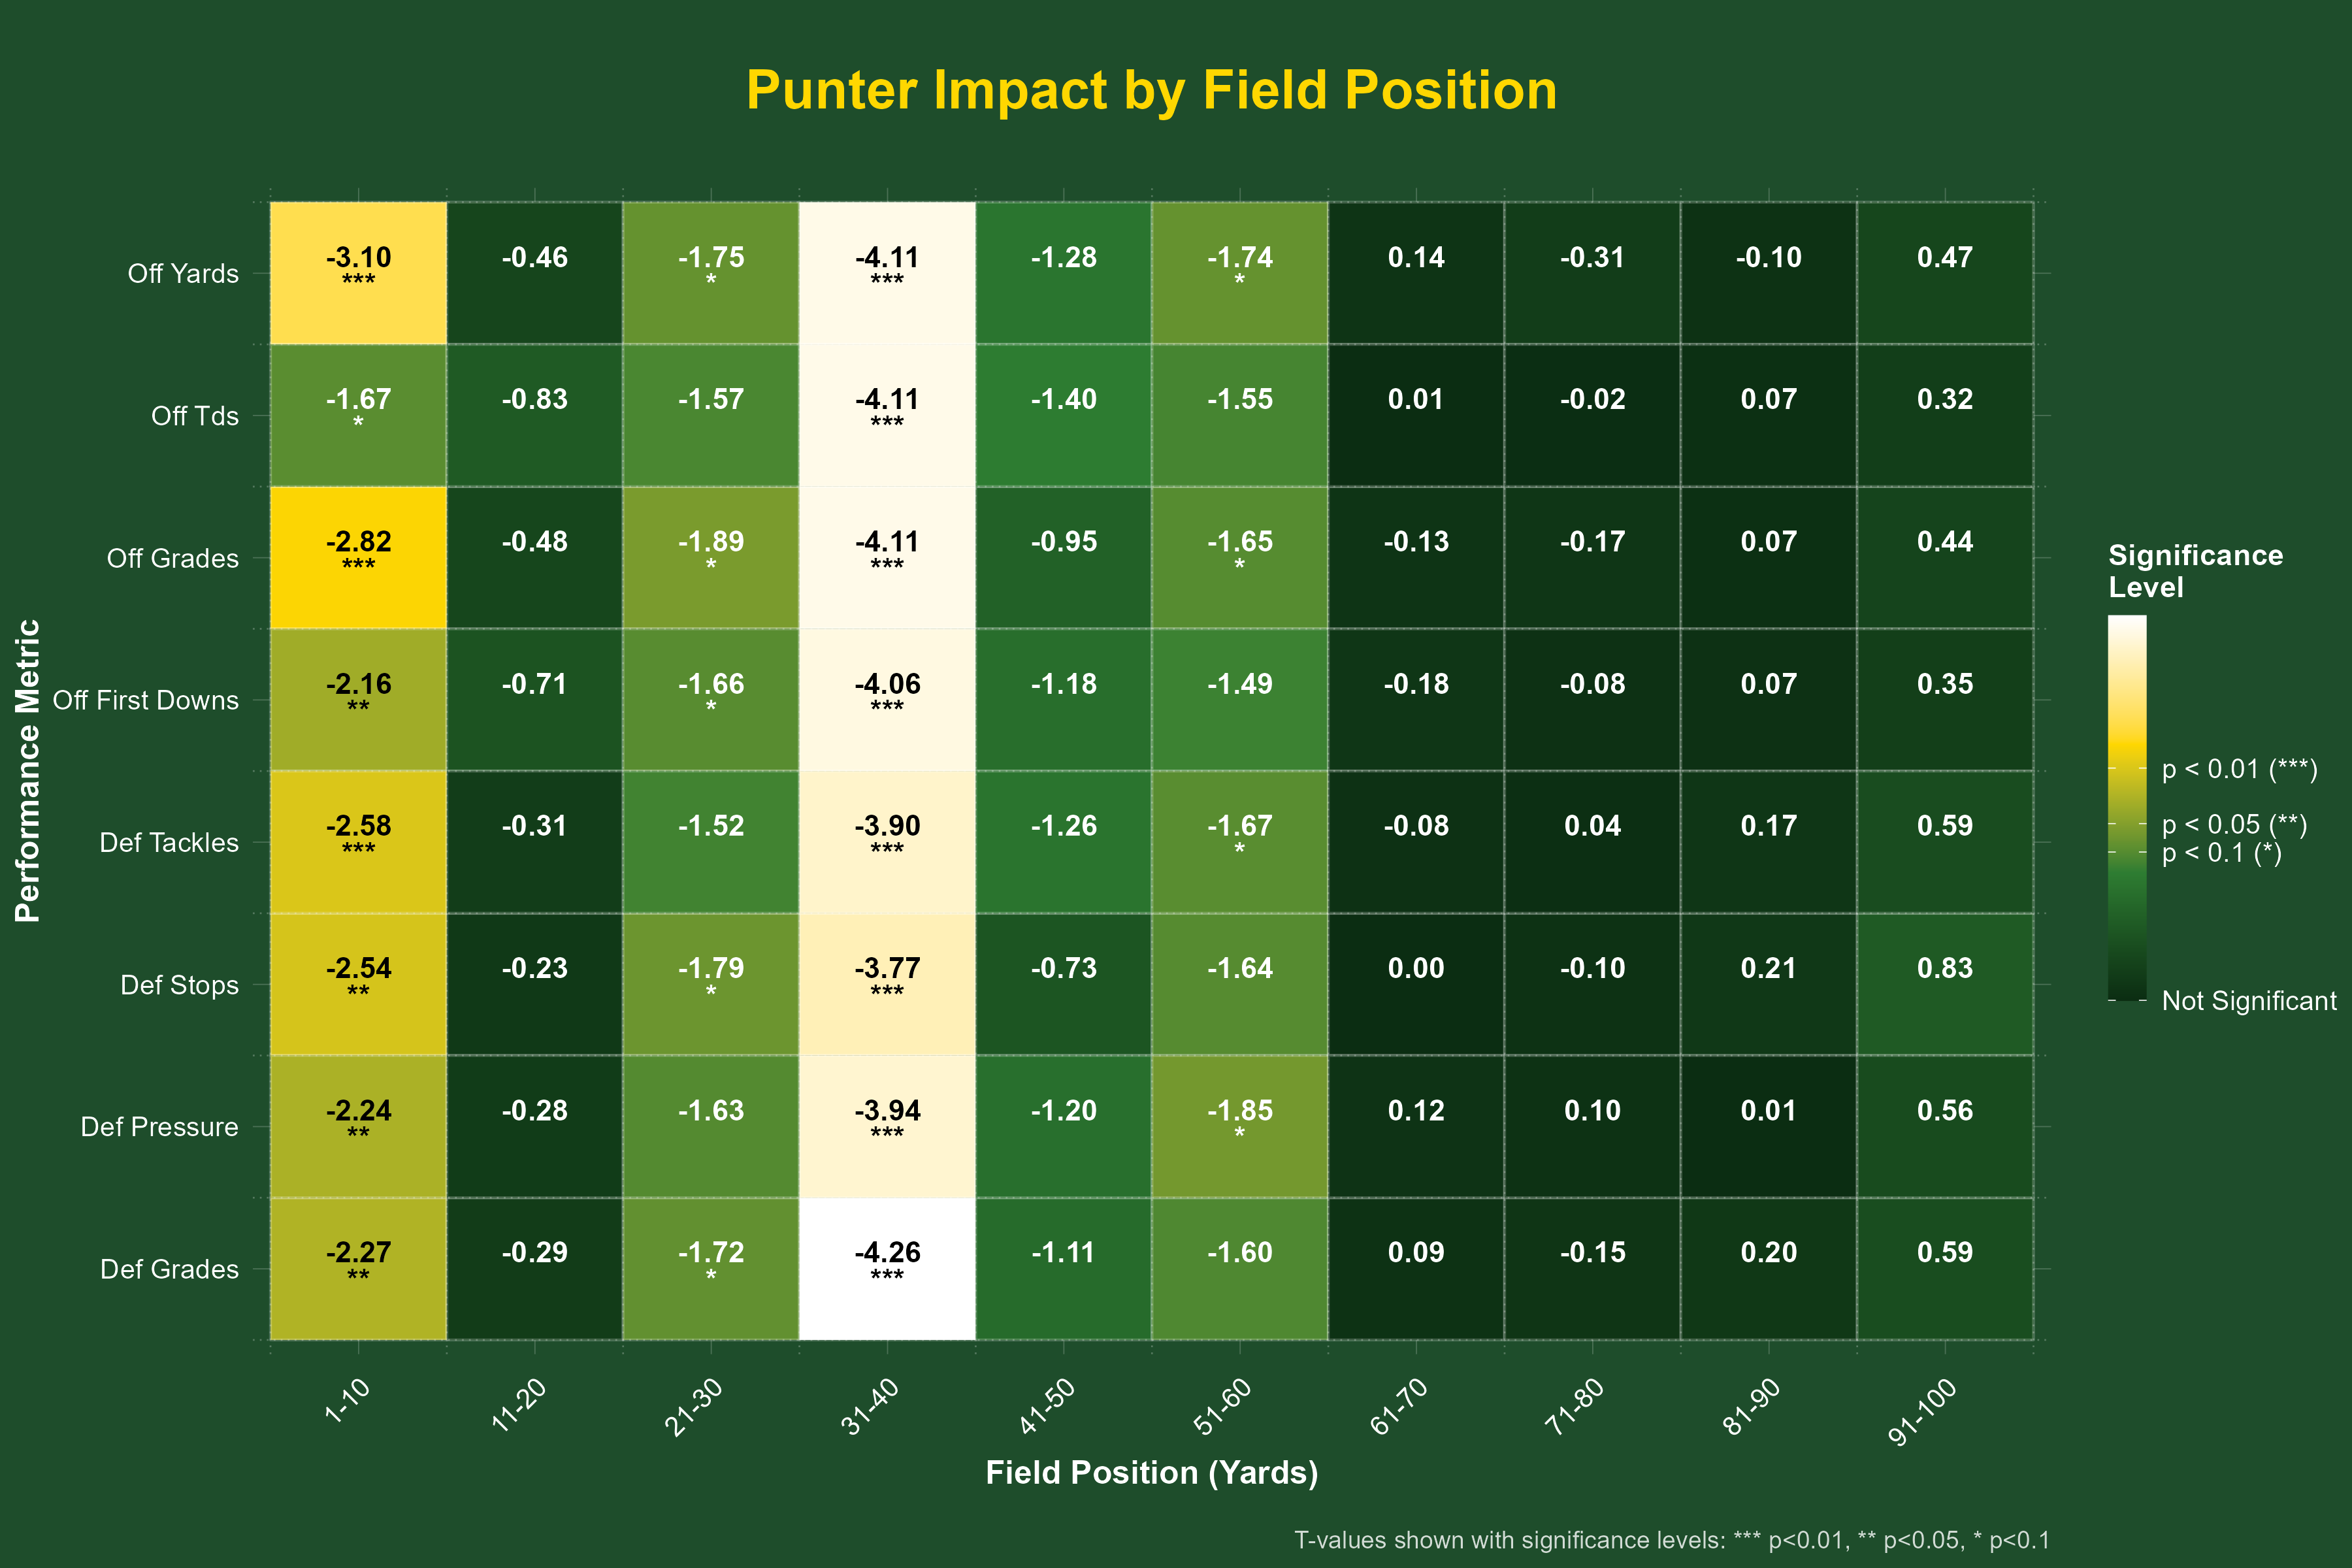 Punter Impact by Field Position
Off Yards -3.10 -0.46 -1.75 -4.11 -1.28 -1.74 0.14 -0.31 -0.10 0.47
*** * *** *
Off Tds -1.67 -0.83 -1.57 -4.11 -1.40 -1.55 0.01 -0.02 0.07 0.32
* ***
Off Grades -2.82 -0.48 -1.89 -4.11 -0.95 -1.65 -0.13 -0.17 0.07 0.44
*** * *** *
Off First Downs -2.16 -0.71 -1.66 -4.06 -1.18 -1.49 -0.18 -0.08 0.07 0.35
** * ***
Def Tackles -2.58 -0.31 -1.52 -3.90 -1.26 -1.67 -0.08 0.04 0.17 0.59
*** *** *
Def Stops -2.54 -0.23 -1.79 -3.77 -0.73 -1.64 0.00 -0.10 0.21 0.83
** * ***
Def Pressure -2.24 -0.28 -1.63 -3.94 -1.20 -1.85 0.12 0.10 0.01 0.56
** *** *
Def Grades -2.27 -0.29 -1.72 -4.26 -1.11 -1.60 0.09 -0.15 0.20 0.59
** * ***
Performance Metric
1-10 11-20 21-30 31-40 41-50 51-60 61-70 71-80 81-90 91-100
Field Position (Yards)
Significance
Level
p < 0.01 (***)
p < 0.05 (**)
p < 0.1 (*)
Not Significant
T-values shown with significance levels: *** p<0.01, ** p<0.05, * p<0.1